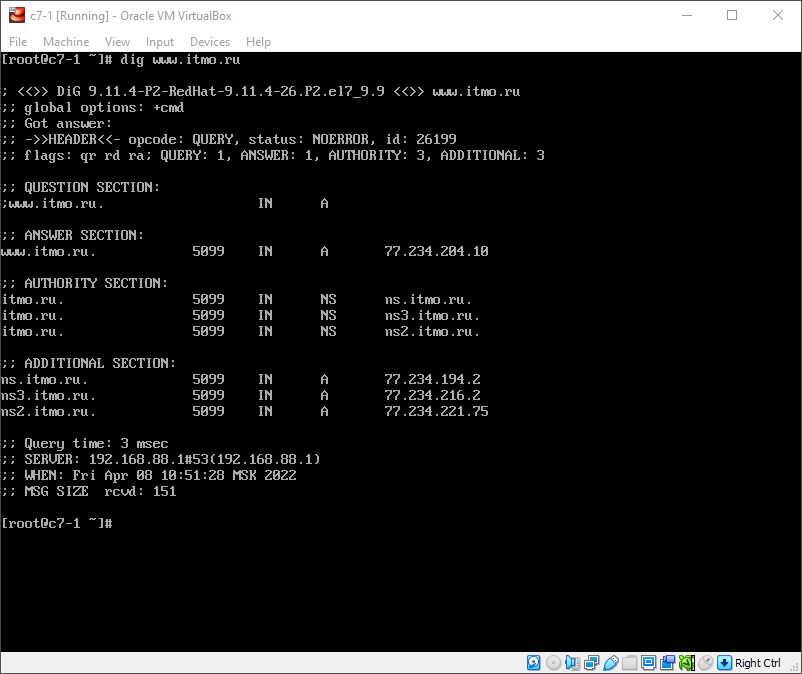 c7-1 [Running] - Oracle VM VirtualBox
File Machine View Input Devices Help
[root@c7-1 ~]# dig www.itmo.ru
; <<>> DiG 9.11.4-P2-RedHat-9.11.4-26.P2.el7_9.9 <<>> www.itmo.ru
;; global options: +cmd
;; Got answer:
;; ->>HEADER<<- opcode: QUERY, status: NOERROR, id: 26199
;; flags: qr rd ra; QUERY: 1, ANSWER: 1, AUTHORITY: 3, ADDITIONAL: 3
;; QUESTION SECTION:
;www.itmo.ru. IN A
;; ANSWER SECTION:
www.itmo.ru. 5099 IN A 77.234.204.10
;; AUTHORITY SECTION:
itmo.ru. 5099 IN NS ns.itmo.ru.
itmo.ru. 5099 IN NS ns3.itmo.ru.
itmo.ru. 5099 IN NS ns2.itmo.ru.
;; ADDITIONAL SECTION:
ns.itmo.ru. 5099 IN A 77.234.194.2
ns3.itmo.ru. 5099 IN A 77.234.216.2
ns2.itmo.ru. 5099 IN A 77.234.221.75
;; Query time: 3 msec
;; SERVER: 192.168.88.1#53(192.168.88.1)
;; WHEN: Fri Apr 08 10:51:28 MSK 2022
;; MSG SIZE rcvd: 151
[root@c7-1 ~]#
Right Ctrl